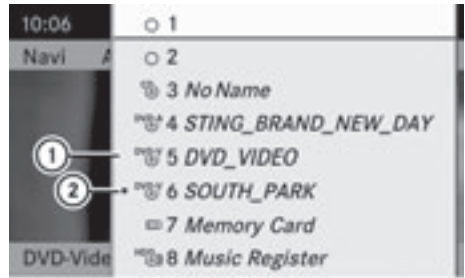 10:06
1
Navi A
2
3 No Name
4 STING_BRAND_NEW_DAY
1
5 DVD_VIDEO
2
6 SOUTH_PARK
7 Memory Card
DVD-Vide
8 Music Register